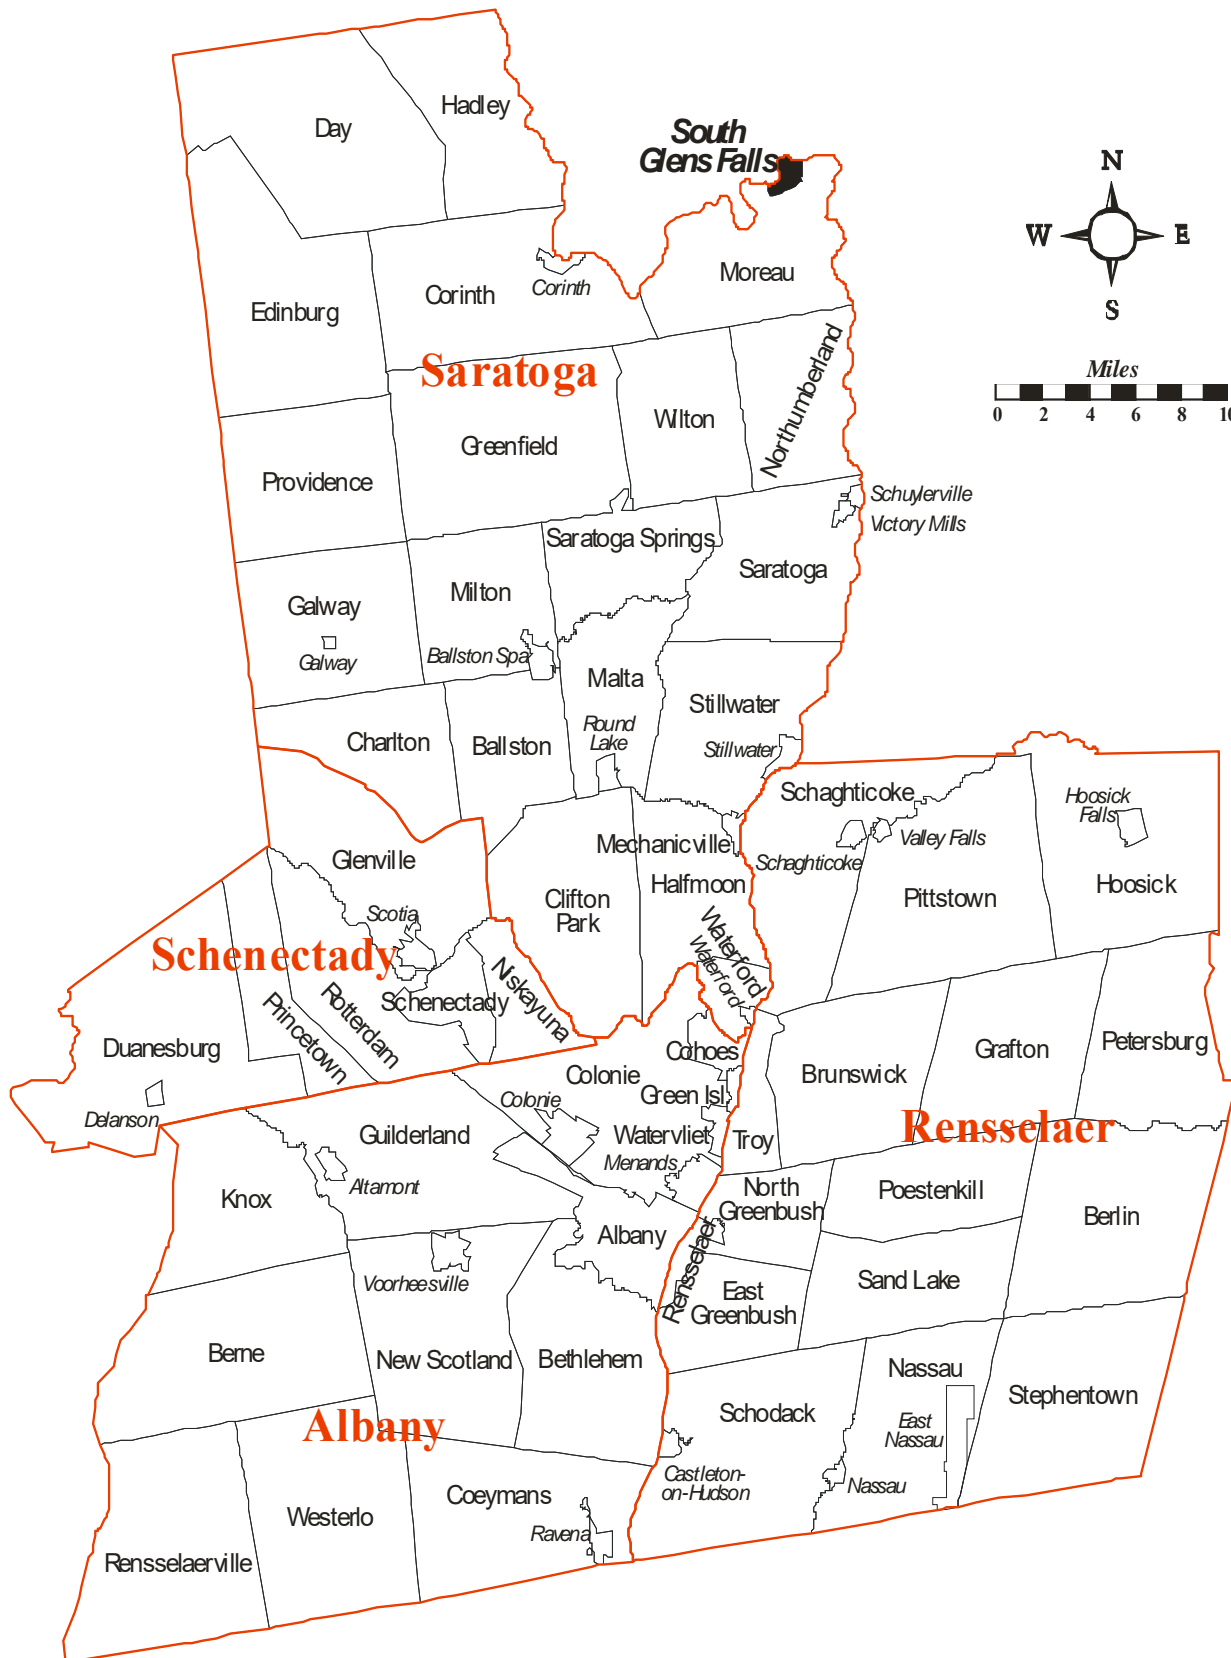 Hadley
Day
South
Glens Falls
N
W
E
S
Moreau
Corinth
Corinth
Edinburg
Saratoga
Northumberland
Miles
0 2 4 6 8 10
Wilton
Greenfield
Providence
Schuylerville
Victory Mills
Saratoga Springs
Saratoga
Milton
Galway
Galway
Ballston Spa
Malta
Stillwater
Round
Lake
Stillwater
Charlton
Ballston
Schaghticoke
Hoosick
Falls
Mechanicville
Valley Falls
Schaghticoke
Glenville
Halfmoon
Hoosick
Pittstown
Clifton
Park
Scotia
Waterford
Waterford
Schenectady
Niskayuna
Schenectady
Rotterdam
Princetown
Duanesburg
Cohoes
Grafton
Petersburg
Brunswick
Colonie
Green Isl.
Colonie
Delanson
Guilderland
Watervliet
Troy
Rensselaer
Menands
Altamont
Knox
North
Greenbush
Poestenkill
Berlin
Albany
Rensselaer
Voorheesville
Sand Lake
East
Greenbush
Berne
New Scotland
Bethlehem
Nassau
Stephentown
Albany
Schodack
East
Nassau
Castleton-
on-Hudson
Nassau
Coeymans
Westerlo
Ravena
Rensselaerville